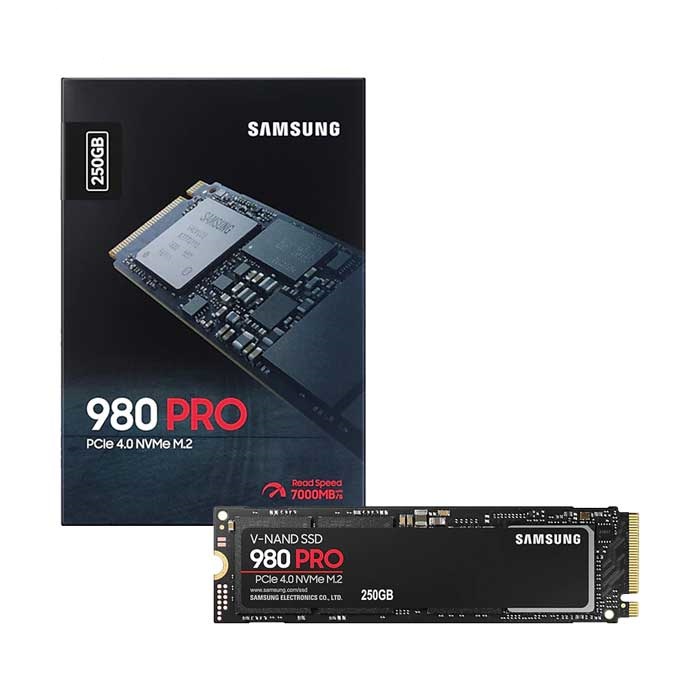 250GB
SAMSUNG
SAMSUNG
980 PRO
PCIe 4.0 NVMe M.2
Read Speed
7000MB/s
V-NAND SSD
980 PRO
PCIe 4.0 NVMe M.2
www.samsung.com/ssd
SAMSUNG ELECTRONICS CO., LTD.
250GB
SAMSUNG